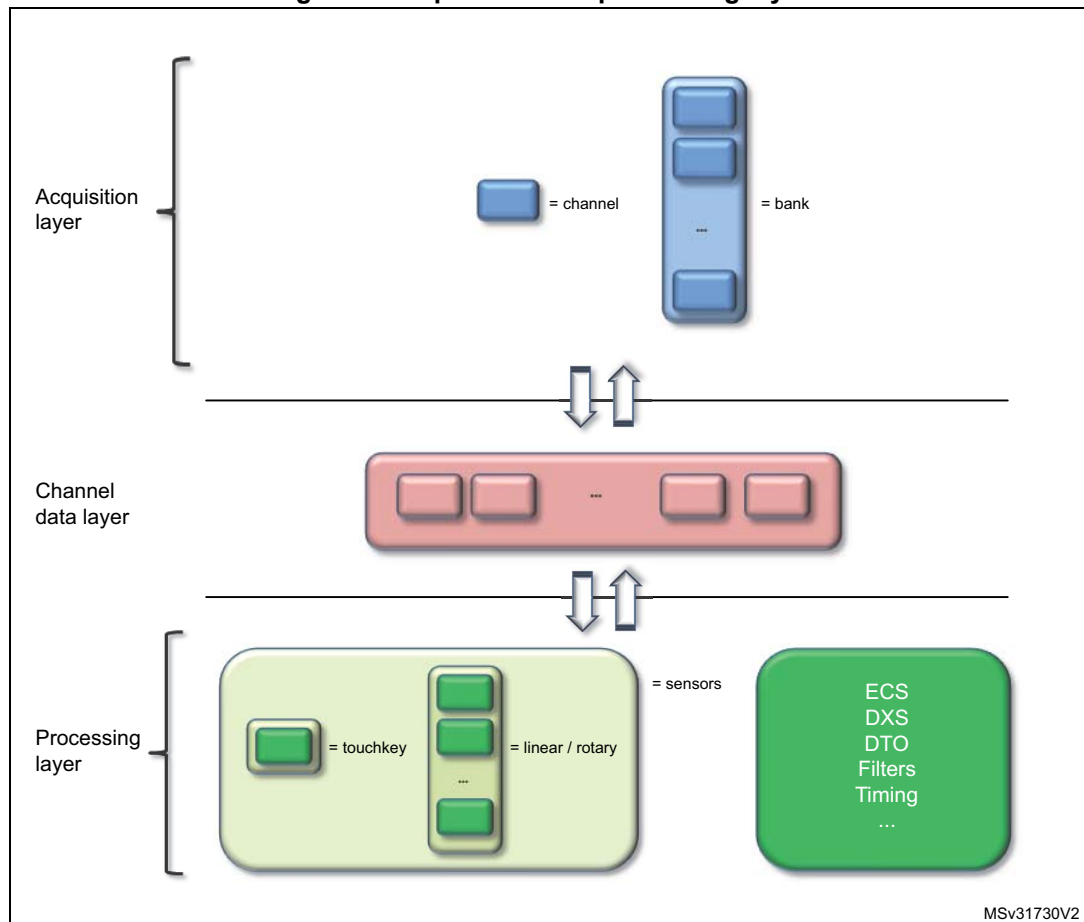 Acquisition
layer
= channel
...
= bank
Channel
data layer
...
Processing
layer
= touchkey
...
= linear / rotary
= sensors
ECS
DXS
DTO
Filters
Timing
...
MSv31730V2